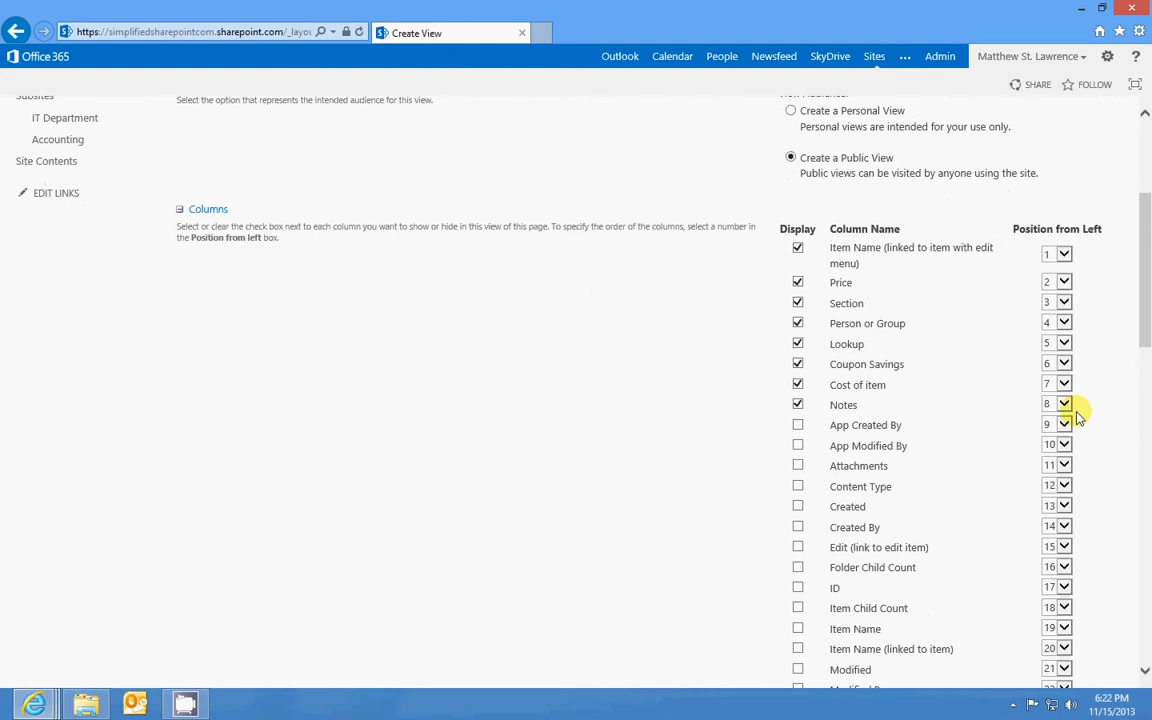 https://simplifiedsharepointcom.sharepoint.com/_layou
Create View
Office 365
Outlook
Calendar
People
Newsfeed
SkyDrive
Sites
Admin
Matthew St. Lawrence
?
SHARE
FOLLOW
Subsites
IT Department
Accounting
Site Contents
EDIT LINKS
Select the option that represents the intended audience for this view.
View Audience:
Create a Personal View
Personal views are intended for your use only.
Create a Public View
Public views can be visited by anyone using the site.
Columns
Select or clear the check box next to each column you want to show or hide in this view of this page. To specify the order of the columns, select a number in
the Position from left box.
Display Column Name Position from Left
Item Name (linked to item with edit
menu) 1
Price 2
Section 3
Person or Group 4
Lookup 5
Coupon Savings 6
Cost of item 7
Notes 8
App Created By 9
App Modified By 10
Attachments 11
Content Type 12
Created 13
Created By 14
Edit (link to edit item) 15
Folder Child Count 16
ID 17
Item Child Count 18
Item Name 19
Item Name (linked to item) 20
Modified 21
6:22 PM
11/15/2013